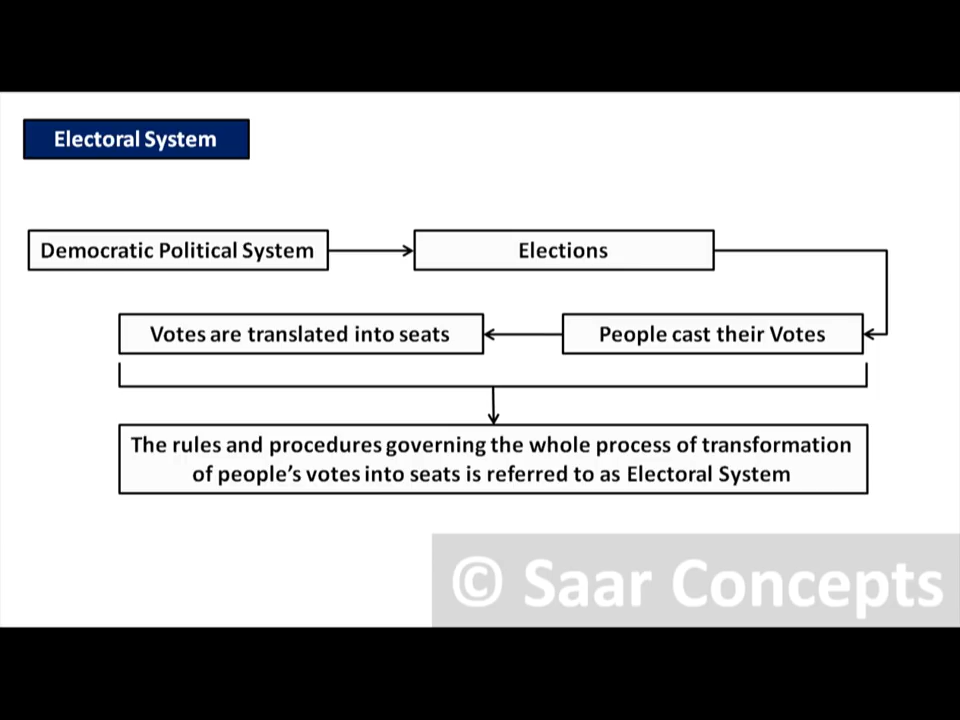 Electoral System
Democratic Political System
Elections
People cast their Votes
Votes are translated into seats
The rules and procedures governing the whole process of transformation
of people’s votes into seats is referred to as Electoral System
© Saar Concepts